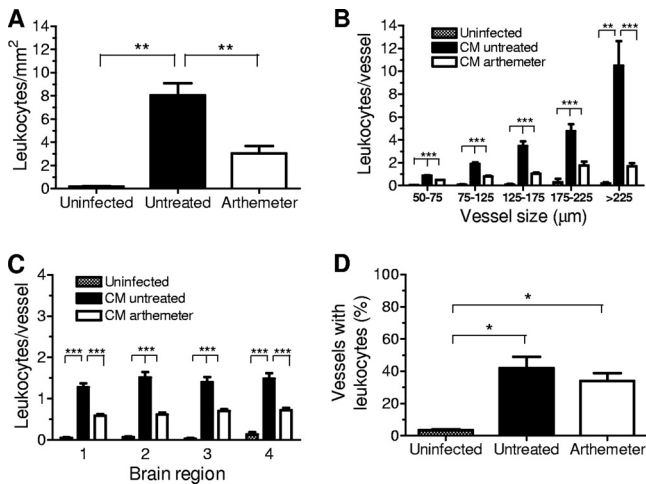 A
Leukocytes/mm²
14
12
10
8
6
4
2
0
** **
Uninfected Untreated Arthemeter
B
Leukocytes/vessel
14
12
10
8
6
4
2
0
Uninfected
CM untreated
CM arthemeter
*** *** *** *** ** ***
50-75 75-125 125-175 175-225 >225
Vessel size (μm)
C
Leukocytes/vessel
4
3
2
1
0
Uninfected
CM untreated
CM arthemeter
*** *** *** *** *** ***
1 2 3 4
Brain region
D
Vessels with
leukocytes (%)
100
80
60
40
20
0
*
*
Uninfected Untreated Arthemeter